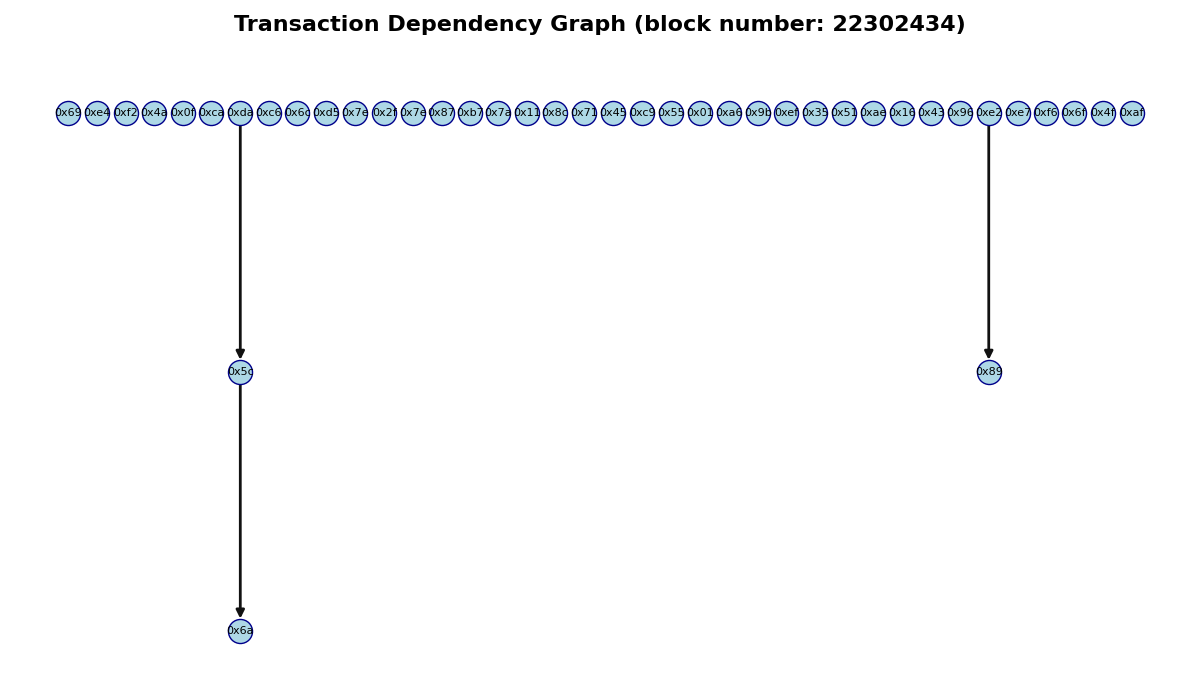 Transaction Dependency Graph (block number: 22302434)
0x69 0xe4 0xf2 0x4a 0x0f 0xca 0xda 0xc6 0x6c 0xd5 0x7e 0x2f 0x7e 0x87 0xb7 0x7a 0x11 0x8c 0x71 0x45 0xc9 0x55 0x01 0xa6 0x9b 0xef 0x35 0x51 0xae 0x16 0x43 0x96 0xe2 0xe7 0xf6 0x6f 0x4f 0xaf
0x5c 0x89
0x6a